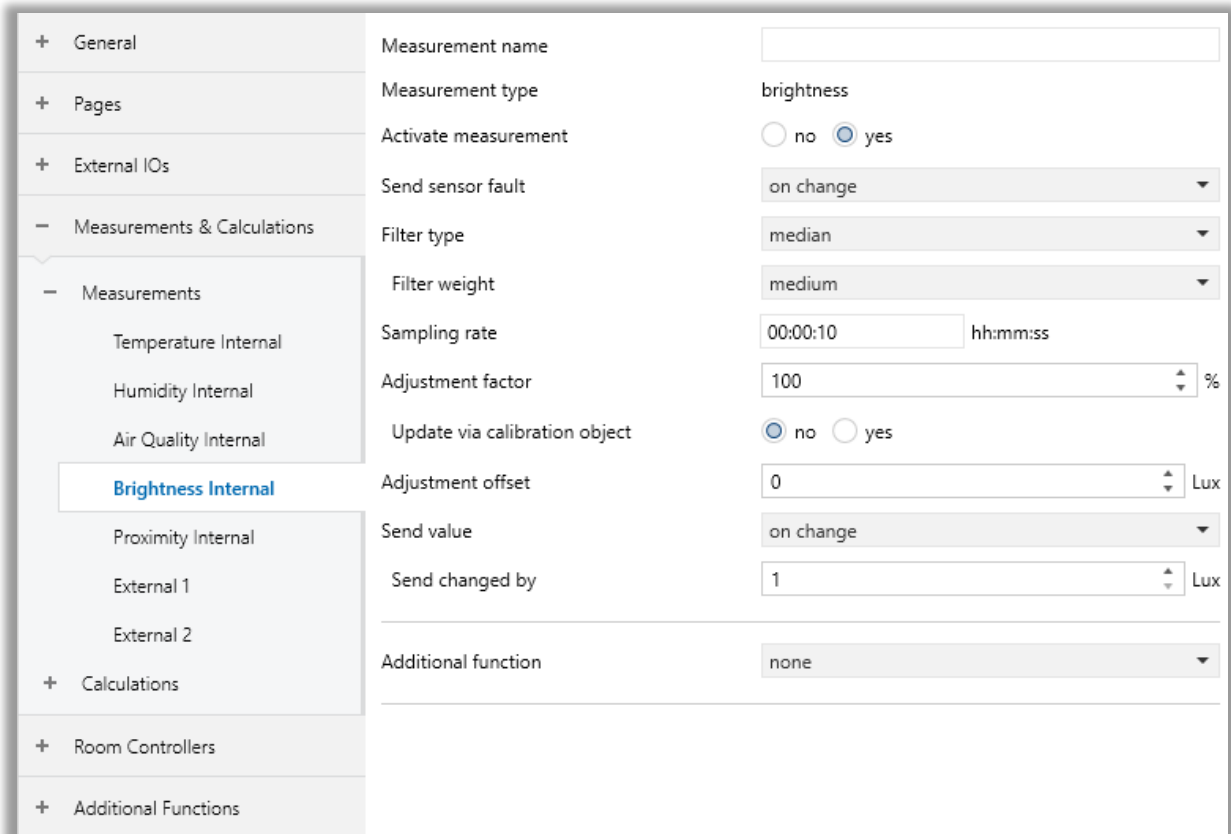 General
Pages
External IOs
Measurements & Calculations
Measurements
Temperature Internal
Humidity Internal
Air Quality Internal
Brightness Internal
Proximity Internal
External 1
External 2
Calculations
Room Controllers
Additional Functions
Measurement name
Measurement type brightness
Activate measurement no yes
Send sensor fault on change
Filter type median
Filter weight medium
Sampling rate 00:00:10 hh:mm:ss
Adjustment factor 100 %
Update via calibration object no yes
Adjustment offset 0 Lux
Send value on change
Send changed by 1 Lux
Additional function none